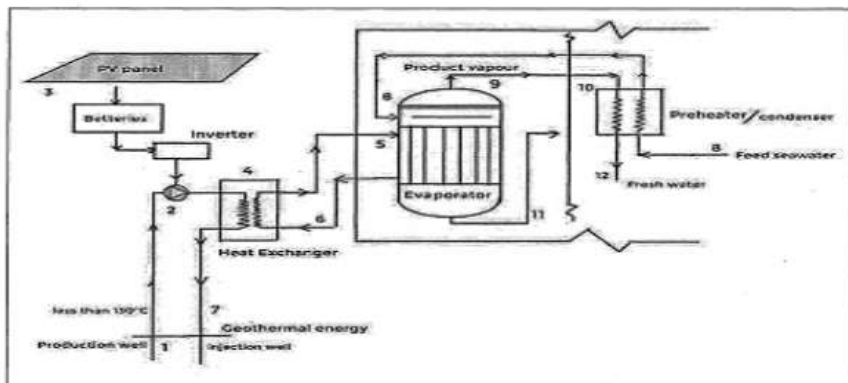 PV panel
3
Batteries
Inverter
2
4
Heat Exchanger
less than 130°C
7
Geothermal energy
Production well
1
Injection well
Product vapour
9
8
5
6
Evaporator
11
10
Preheater/condenser
8
Feed seawater
12
Fresh water